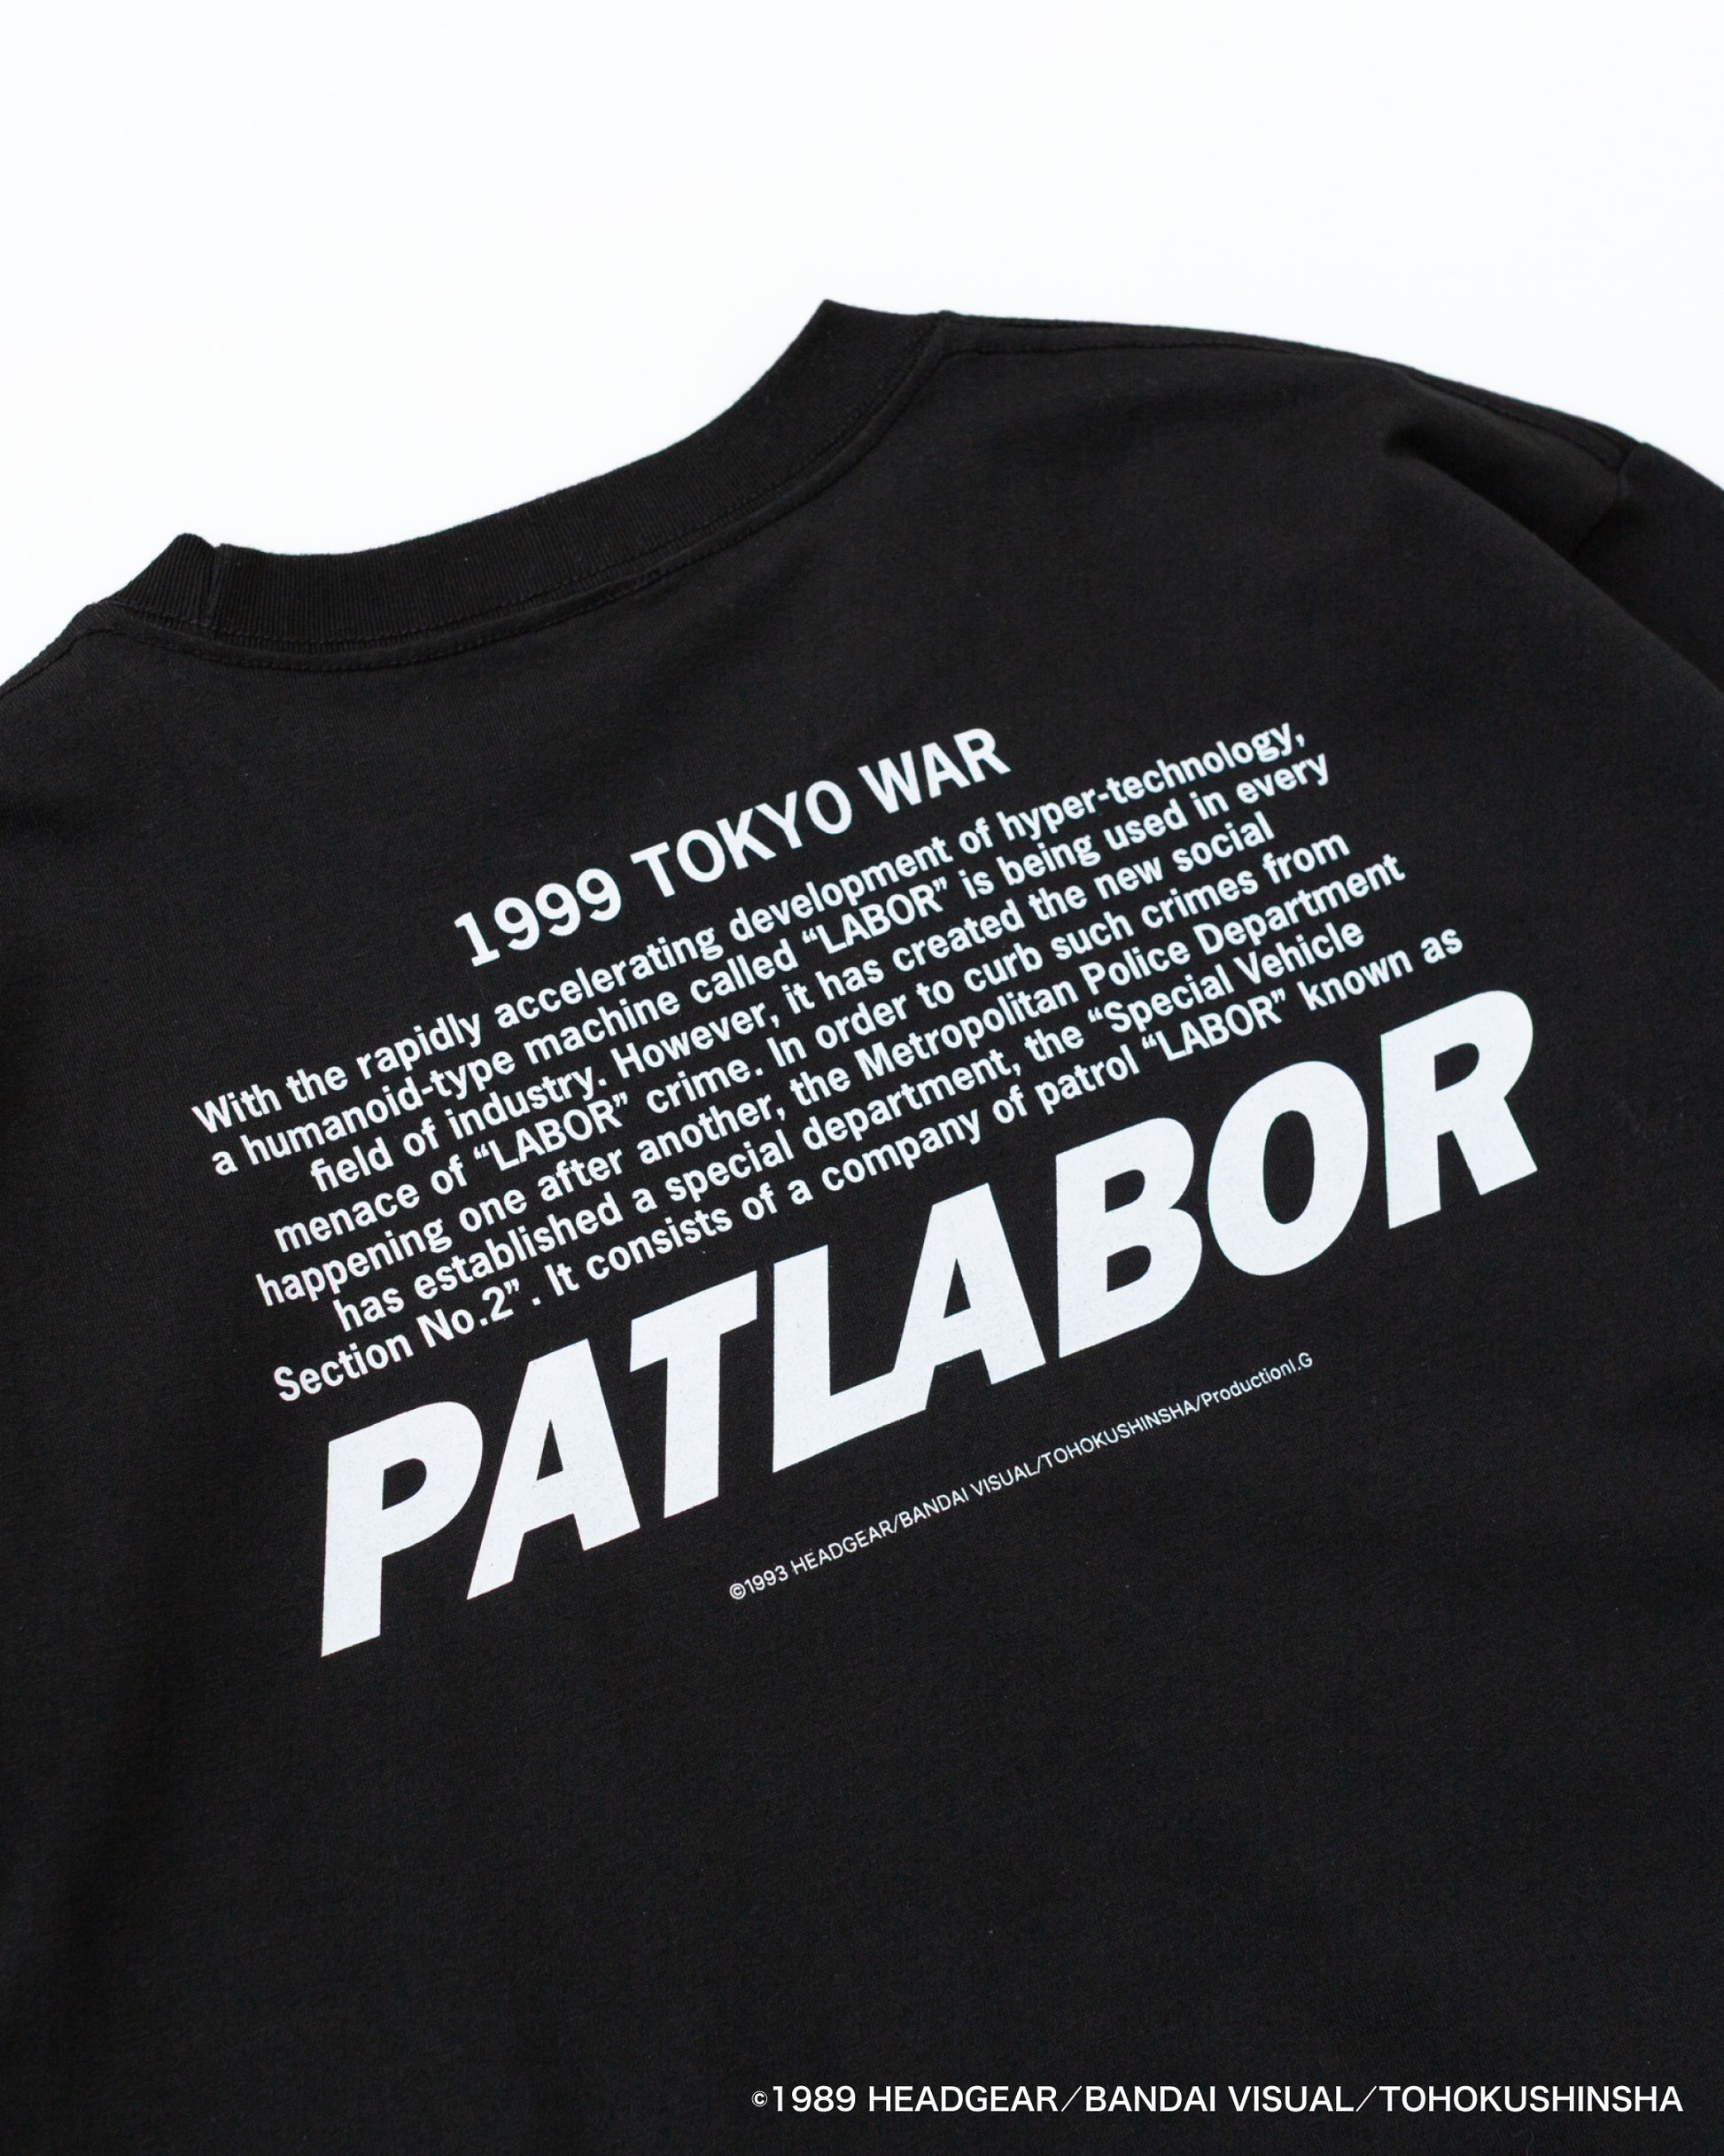 1999 TOKYO WAR
With the rapidly accelerating development of hyper-technology,
a humanoid-type machine called “LABOR” is being used in every
field of industry. However, it has created the new social
menace of “LABOR” crime. In order to curb such crimes from
happening one after another, the Metropolitan Police Department
has established a special department, the “Special Vehicle
Section No.2” . It consists of a company of patrol “LABOR” known as
PATLABOR
©1993 HEADGEAR/BANDAI VISUAL/TOHOKUSHINSHA/ProductionI.G
©1989 HEADGEAR/BANDAI VISUAL/TOHOKUSHINSHA